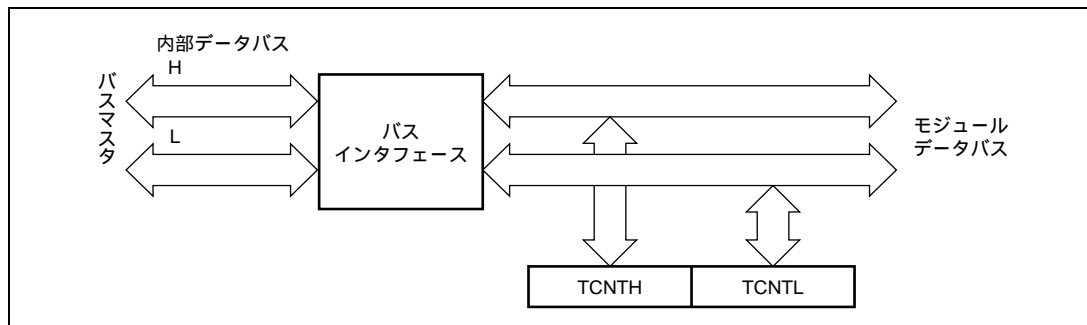 内部データバス
H
バスマスタ
L
バス
インタフェース
モジュール
データバス
TCNTH
TCNTL